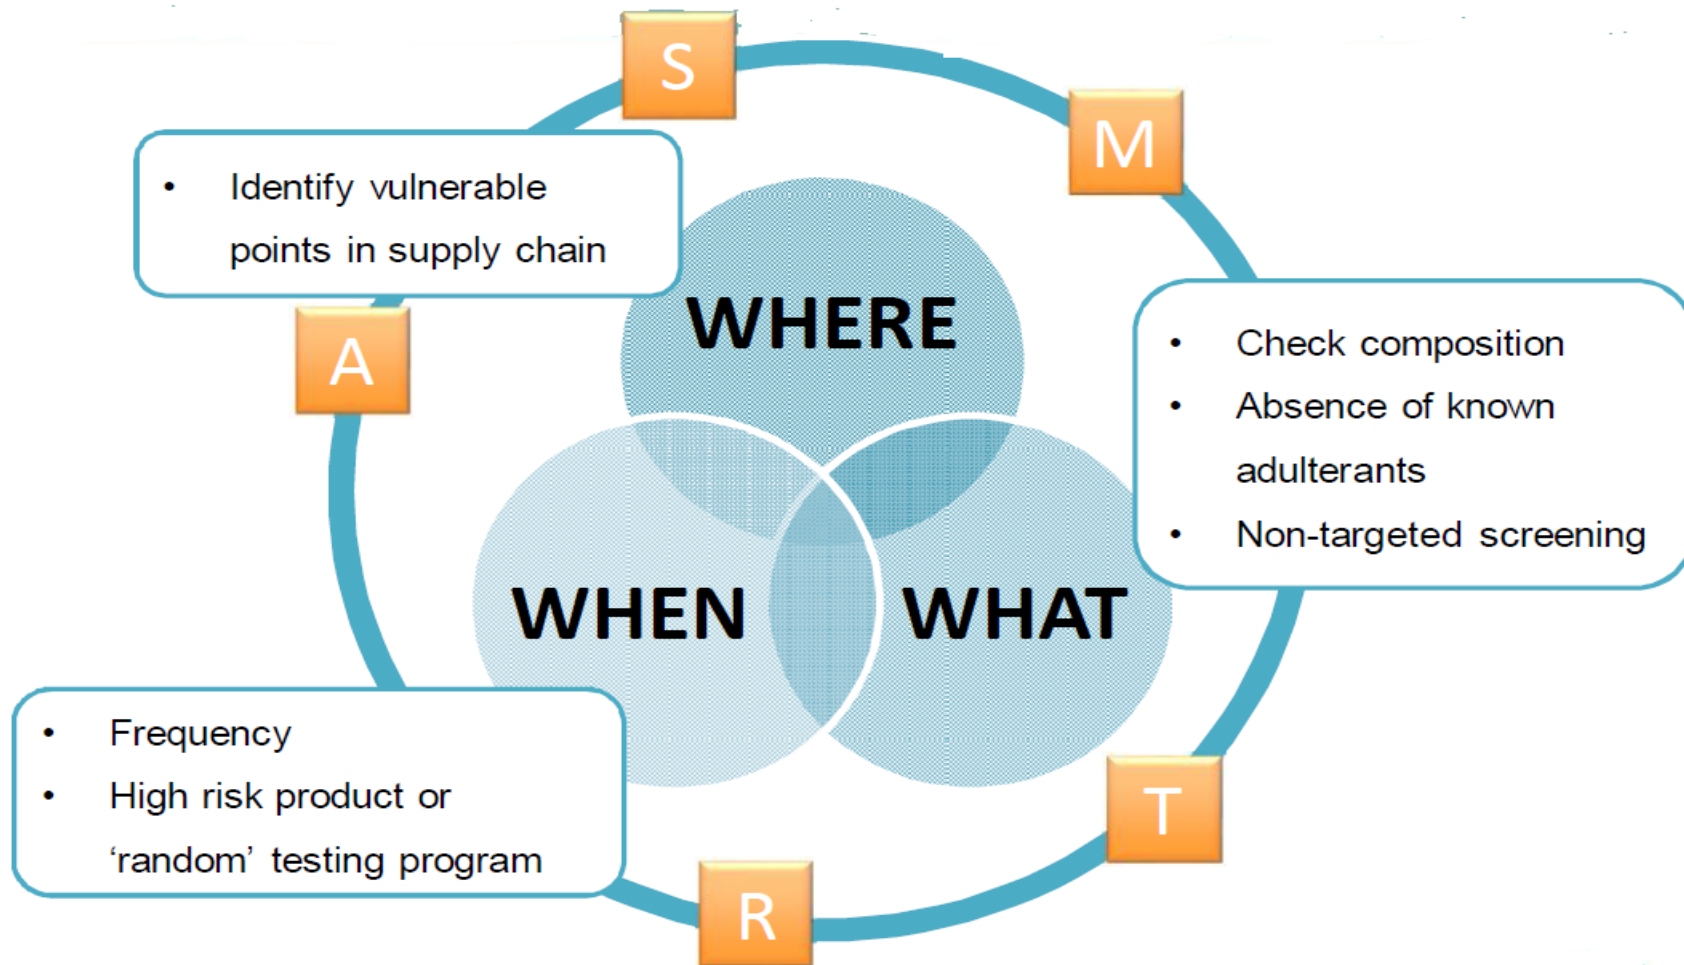 S
M
• Identify vulnerable
points in supply chain
A
WHERE
• Check composition
• Absence of known
adulterants
• Non-targeted screening
WHEN
WHAT
• Frequency
• High risk product or
‘random’ testing program
T
R